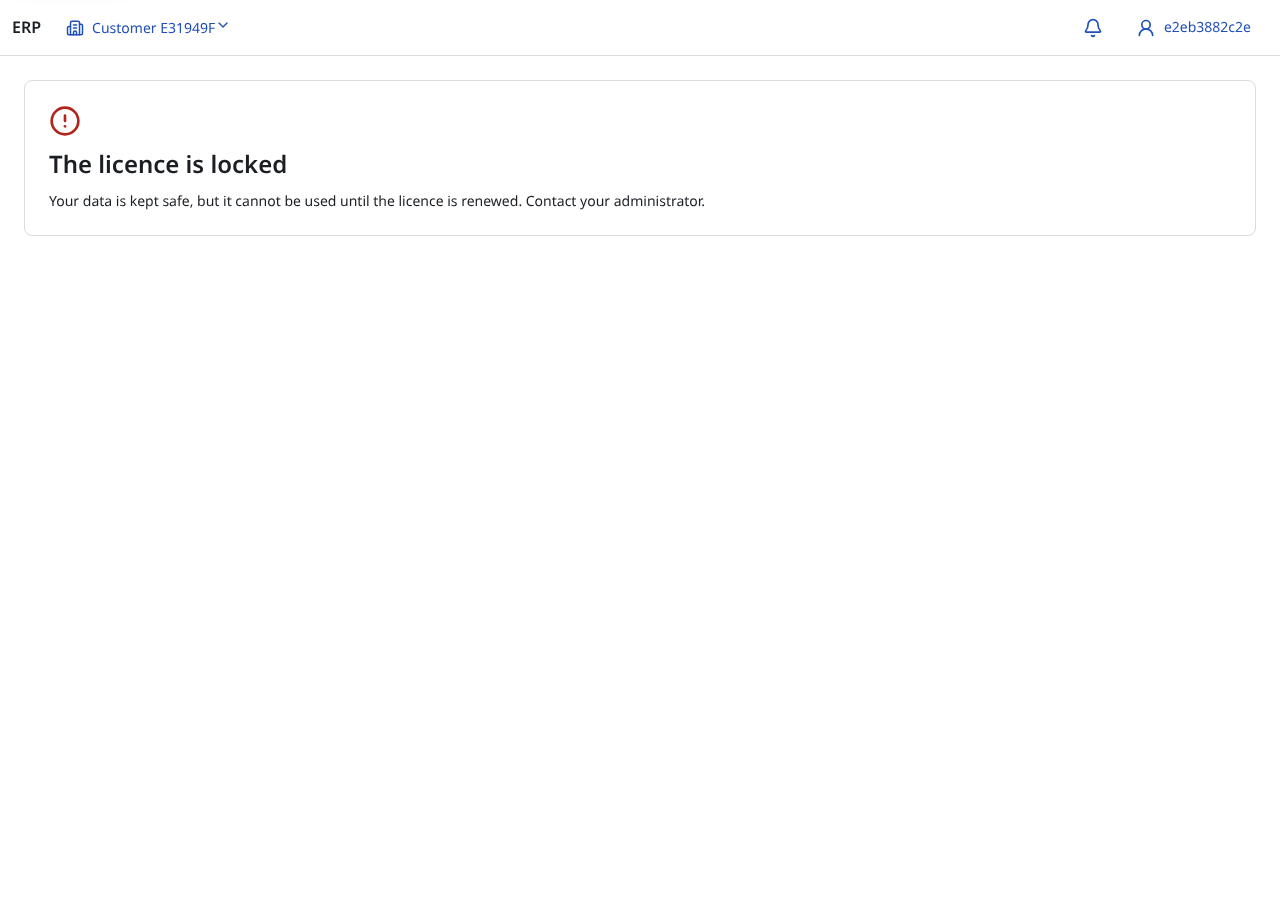 ERP
Customer E31949F
e2eb3882c2e
The licence is locked
Your data is kept safe, but it cannot be used until the licence is renewed. Contact your administrator.